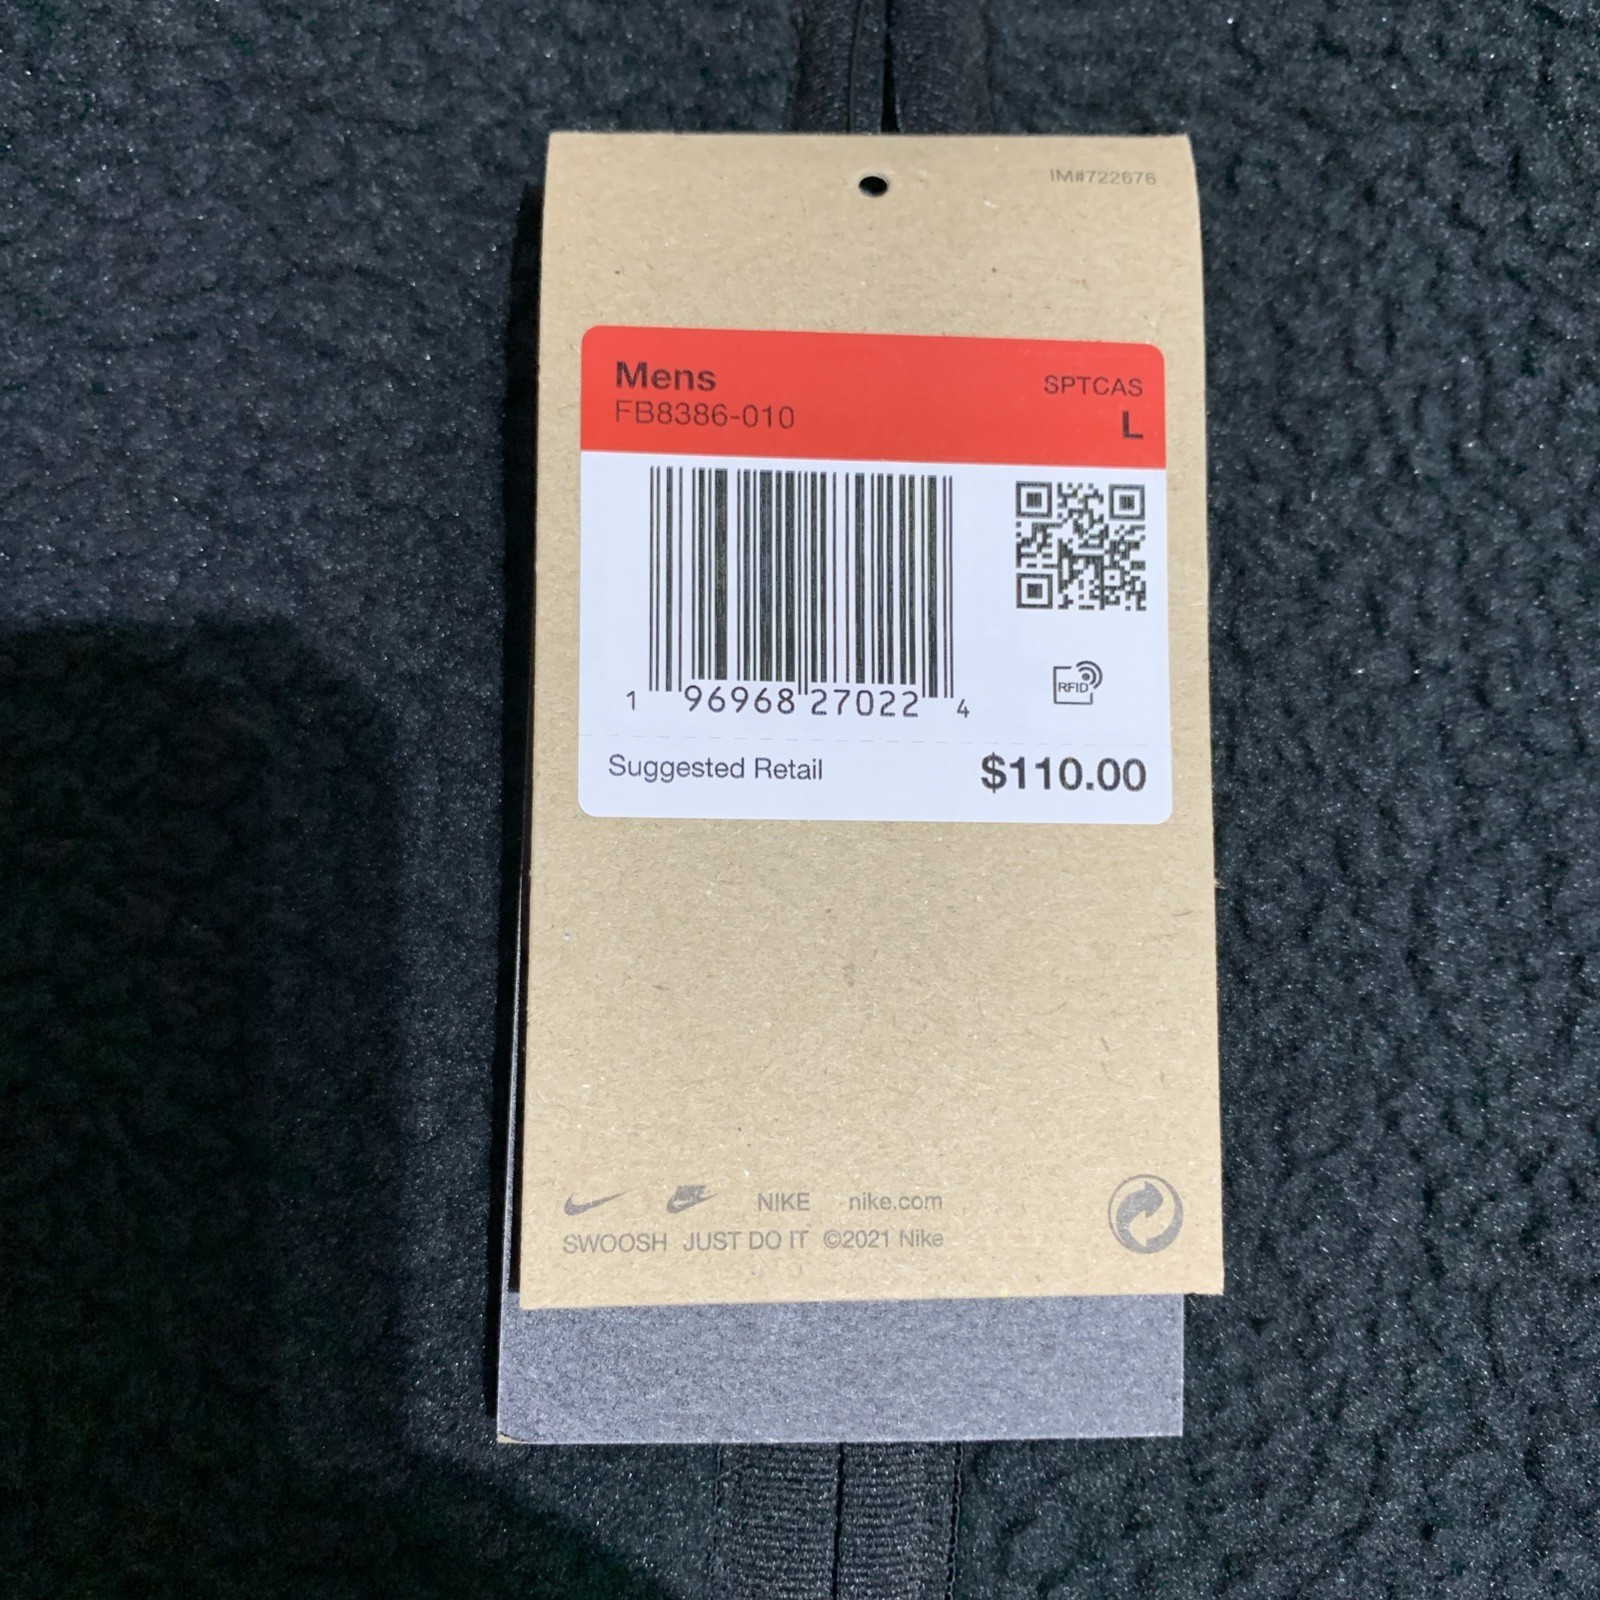 IM#722676
Mens
SPTCAS
FB8386-010
L
RFID
1 96968 27022 4
Suggested Retail $110.00
NIKE nike.com
SWOOSH JUST DO IT ©2021 Nike